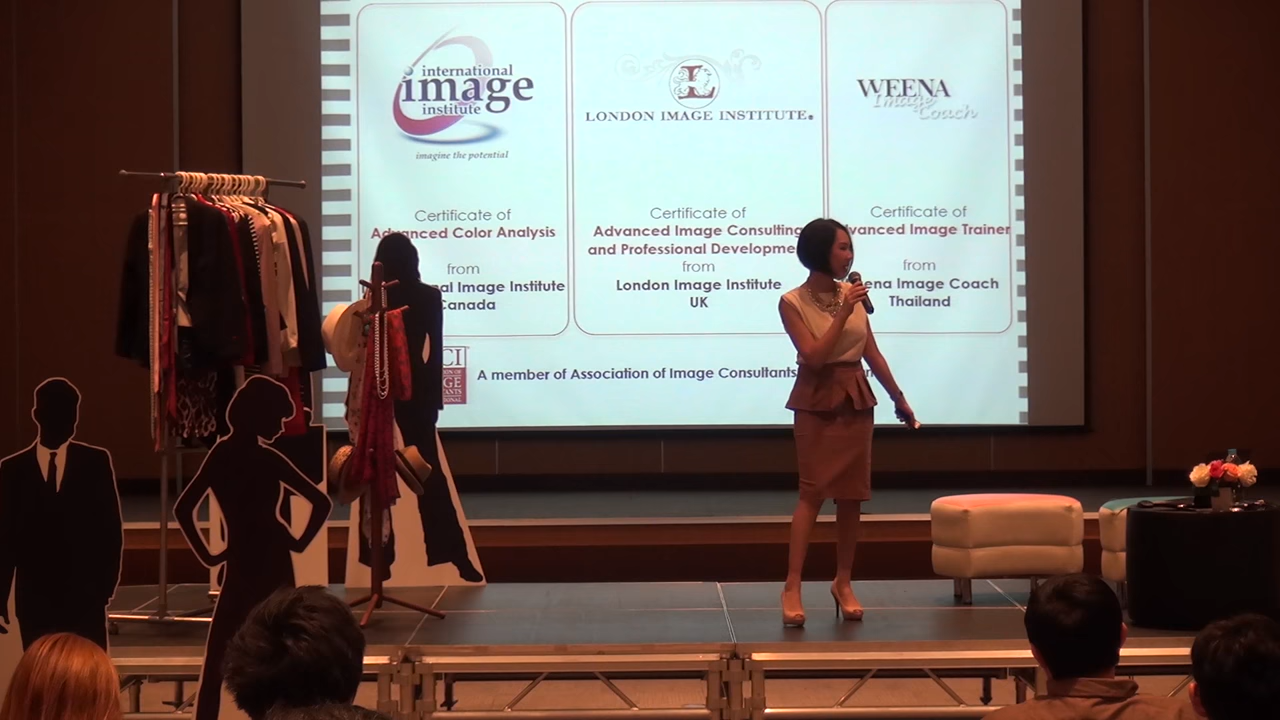 international
image
institute
imagine the potential
Certificate of
Advanced Color Analysis
from
al Image Institute
Canada
L
LONDON IMAGE INSTITUTE®
Certificate of
Advanced Image Consulting
and Professional Developme
from
London Image Institute
UK
WEENA
Image
Coach
Certificate of
vanced Image Trainer
from
ena Image Coach
Thailand
CI
A member of Association of Image Consultants